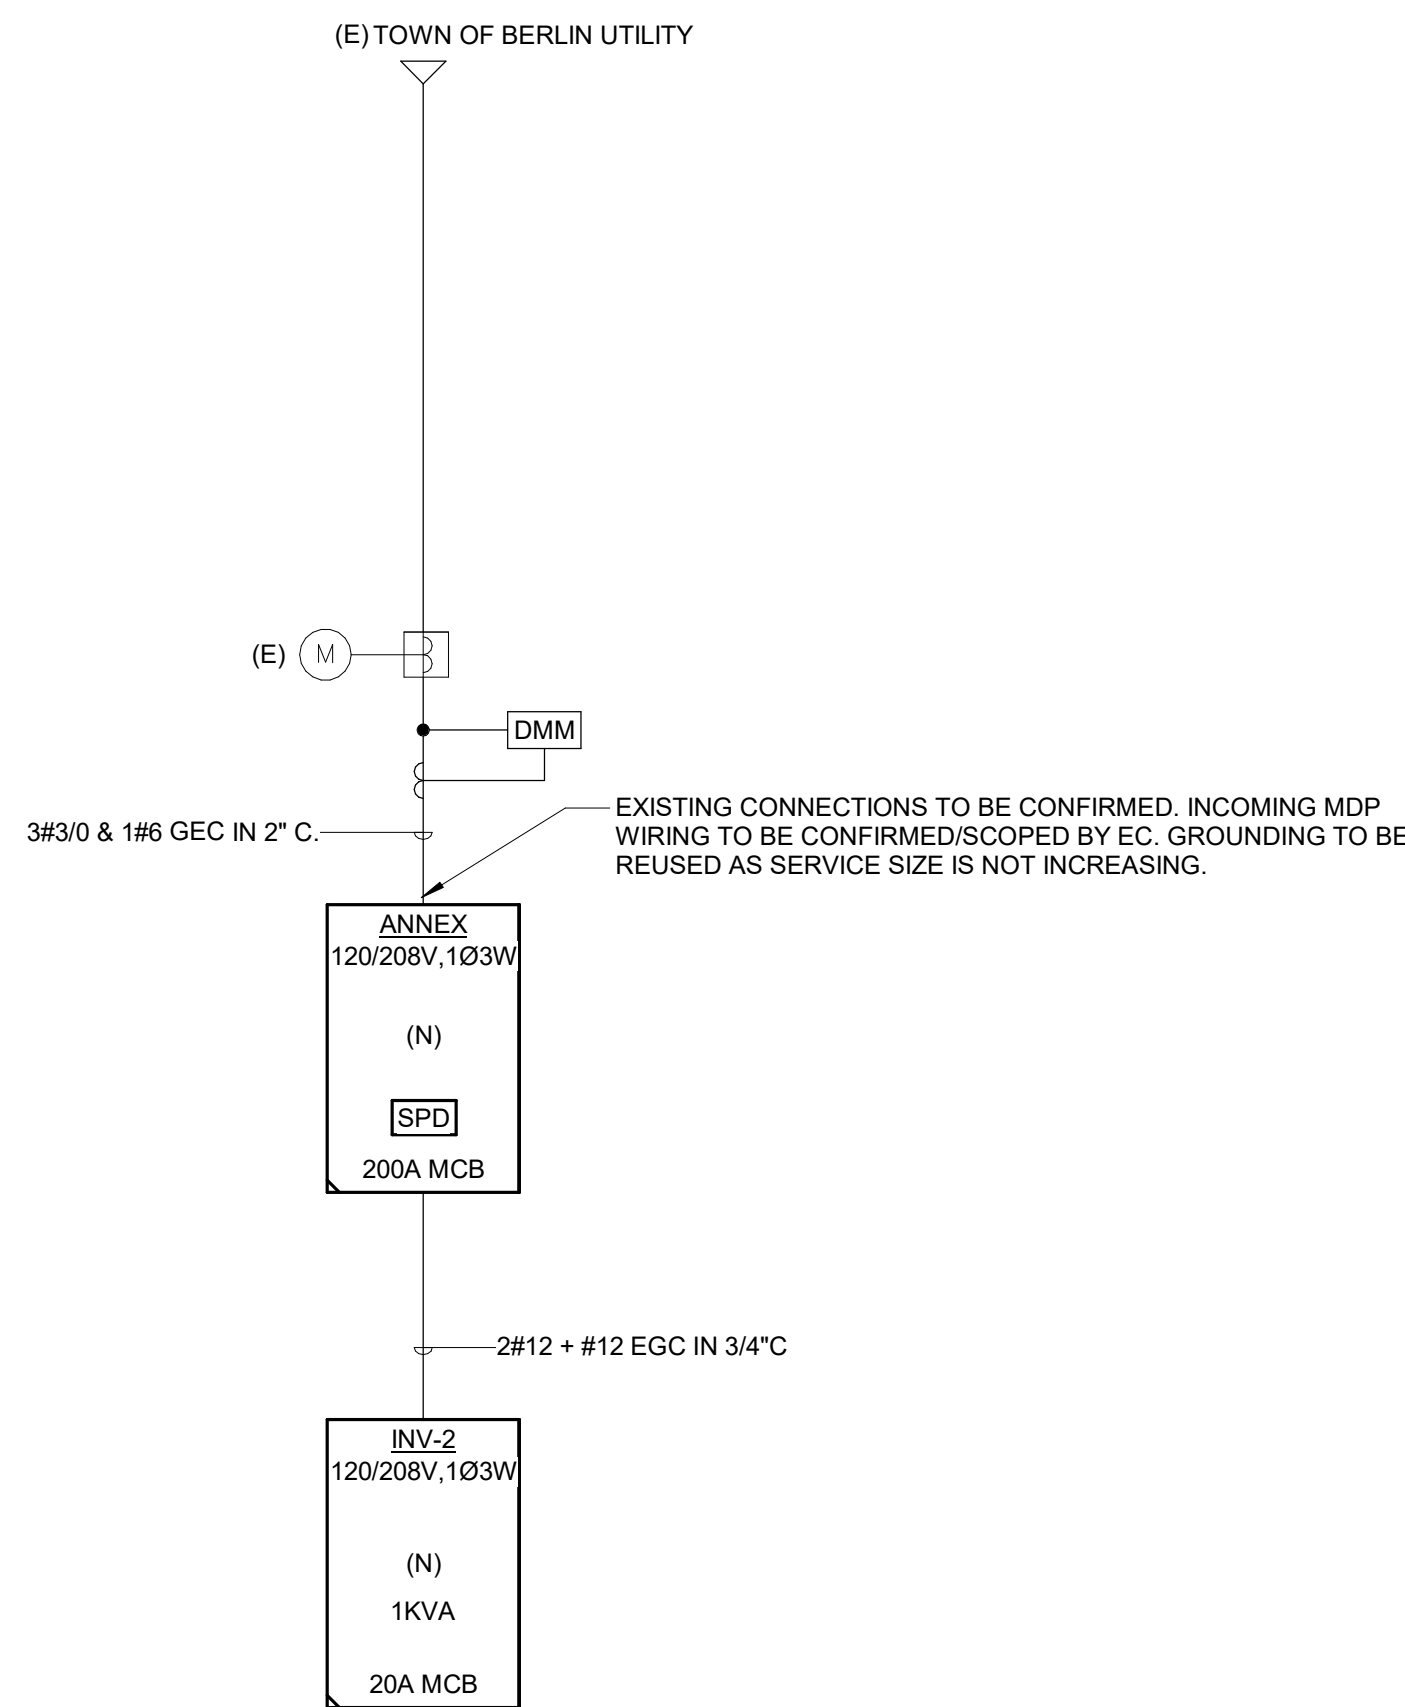 (E) TOWN OF BERLIN UTILITY
(E) M
DMM
3#3/0 & 1#6 GEC IN 2" C.
EXISTING CONNECTIONS TO BE CONFIRMED. INCOMING MDP
WIRING TO BE CONFIRMED/SCOPED BY EC. GROUNDING TO BE
REUSED AS SERVICE SIZE IS NOT INCREASING.
ANNEX
120/208V,1Ø3W
(N)
SPD
200A MCB
2#12 + #12 EGC IN 3/4"C
INV-2
120/208V,1Ø3W
(N)
1KVA
20A MCB